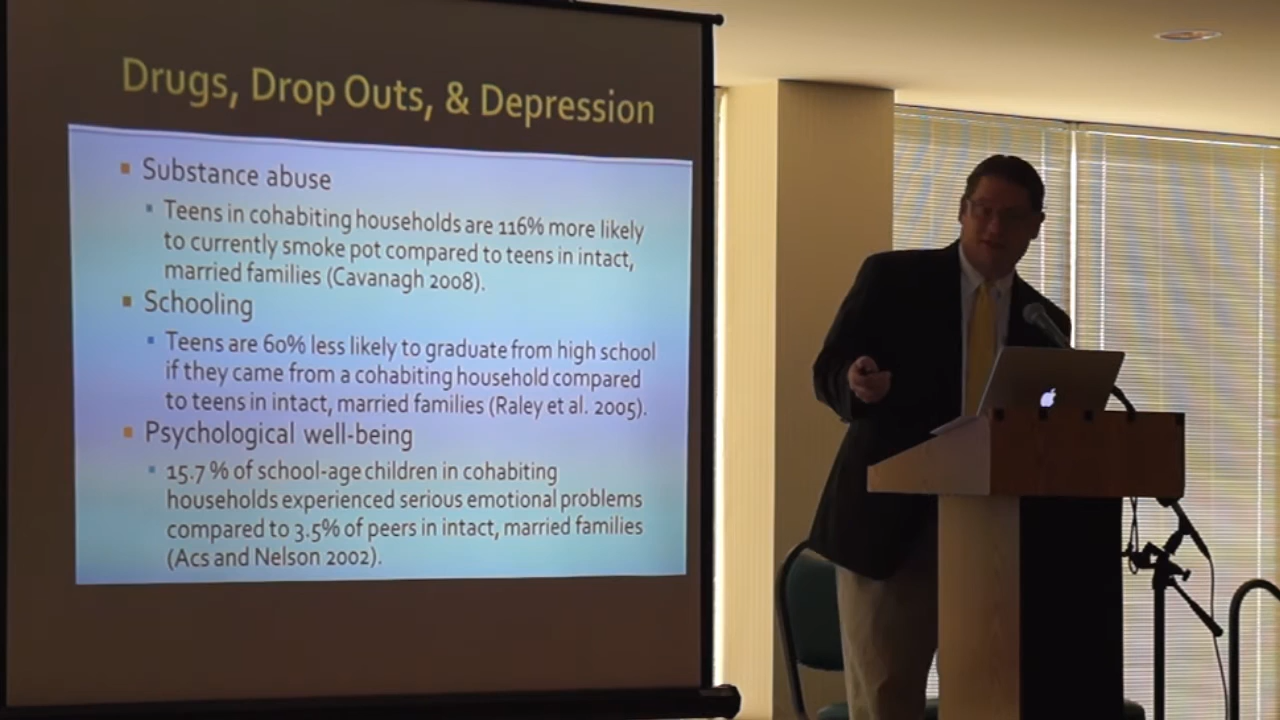 Drugs, Drop Outs, & Depression
Substance abuse
Teens in cohabiting households are 116% more likely
to currently smoke pot compared to teens in intact,
married families (Cavanagh 2008).
Schooling
Teens are 60% less likely to graduate from high school
if they came from a cohabiting household compared
to teens in intact, married families (Raley et al. 2005).
Psychological well-being
15.7 % of school-age children in cohabiting
households experienced serious emotional problems
compared to 3.5% of peers in intact, married families
(Acs and Nelson 2002).